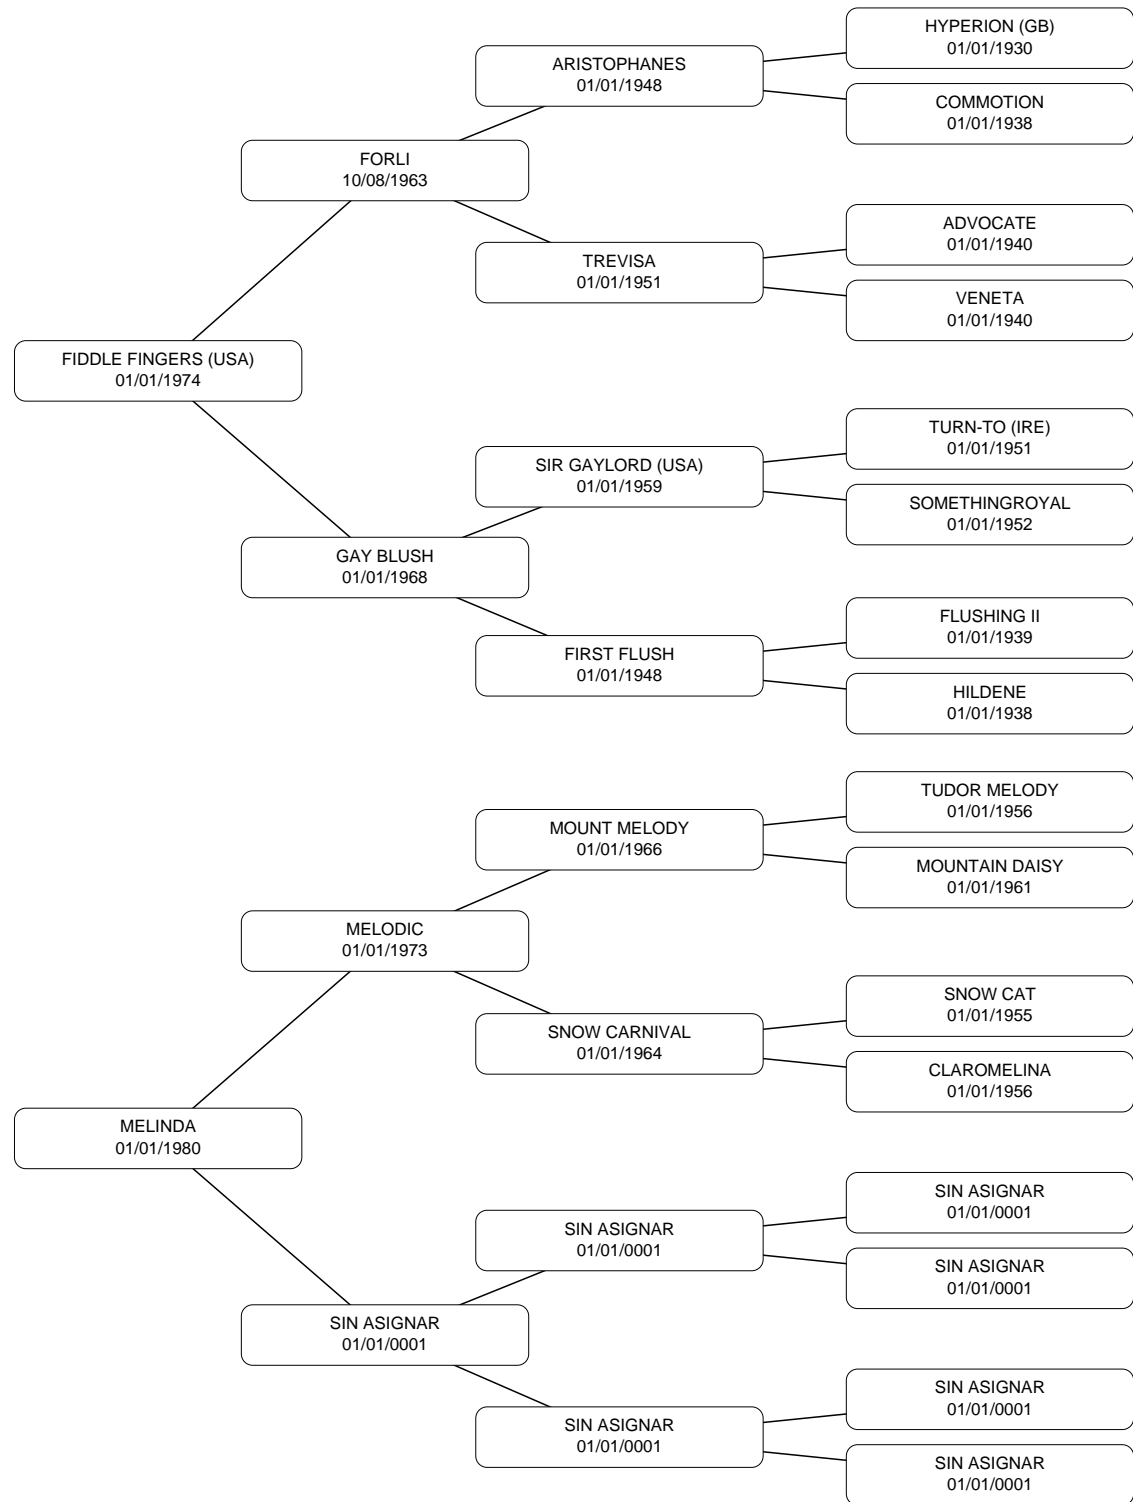 HYPERION (GB)
01/01/1930
ARISTOPHANES
01/01/1948
COMMOTION
01/01/1938
FORLI
10/08/1963
ADVOCATE
01/01/1940
TREVISA
01/01/1951
VENETA
01/01/1940
FIDDLE FINGERS (USA)
01/01/1974
TURN-TO (IRE)
01/01/1951
SIR GAYLORD (USA)
01/01/1959
SOMETHINGROYAL
01/01/1952
GAY BLUSH
01/01/1968
FLUSHING II
01/01/1939
FIRST FLUSH
01/01/1948
HILDENE
01/01/1938
TUDOR MELODY
01/01/1956
MOUNT MELODY
01/01/1966
MOUNTAIN DAISY
01/01/1961
MELODIC
01/01/1973
SNOW CAT
01/01/1955
SNOW CARNIVAL
01/01/1964
CLAROMELINA
01/01/1956
MELINDA
01/01/1980
SIN ASIGNAR
01/01/0001
SIN ASIGNAR
01/01/0001
SIN ASIGNAR
01/01/0001
SIN ASIGNAR
01/01/0001
SIN ASIGNAR
01/01/0001
SIN ASIGNAR
01/01/0001
SIN ASIGNAR
01/01/0001